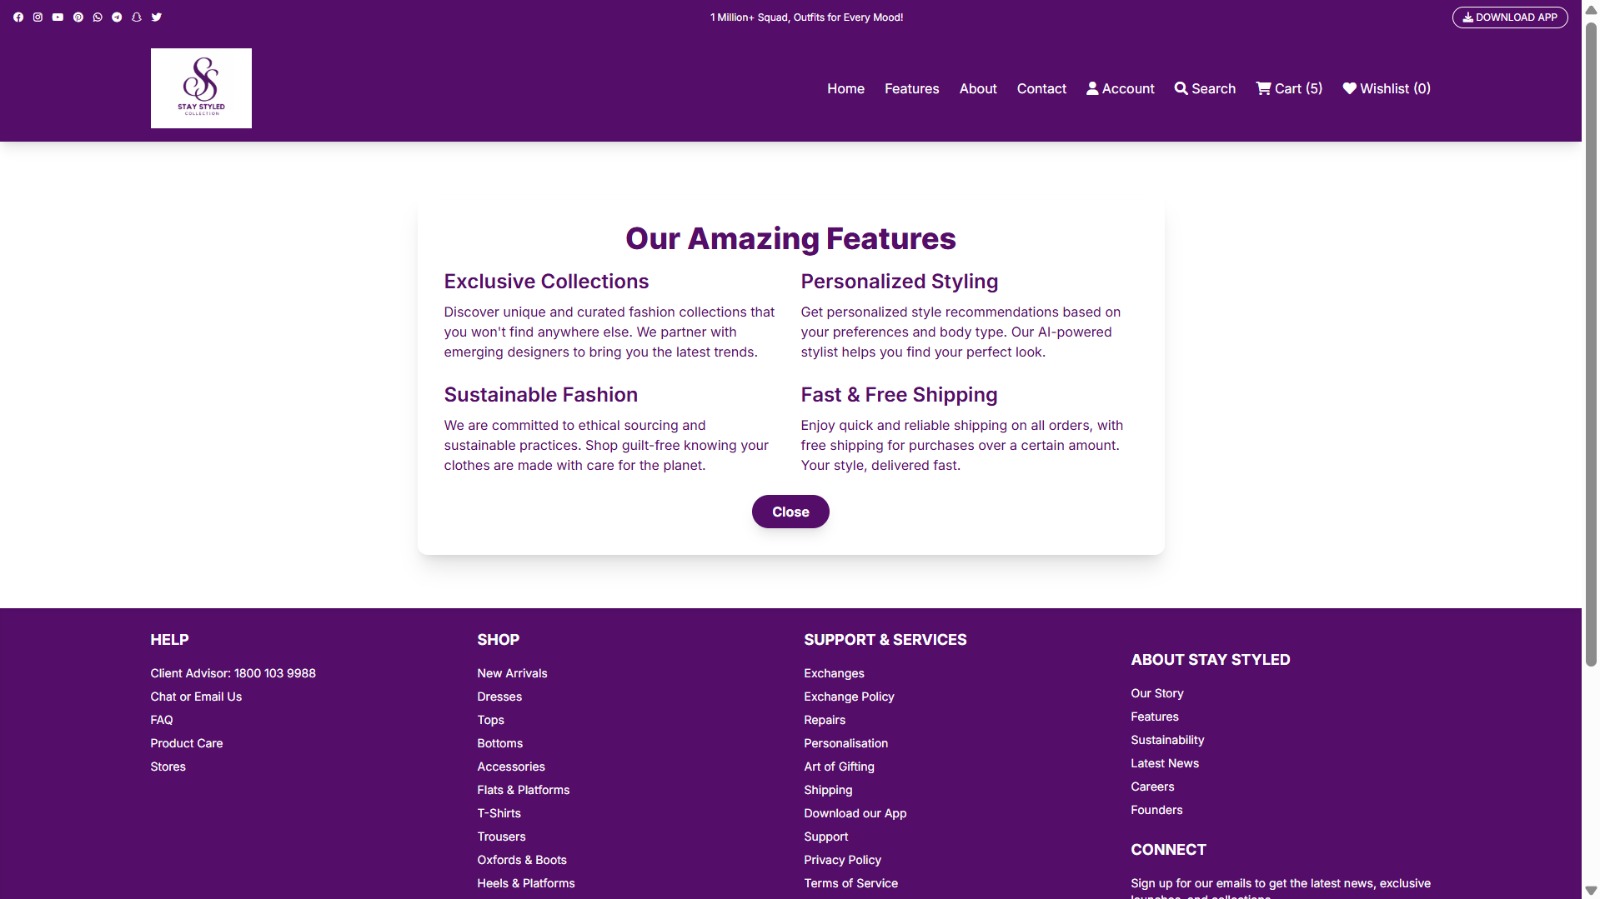 1 Million+ Squad, Outfits for Every Mood!
DOWNLOAD APP
STAY STYLED
COLLECTION
Home
Features
About
Contact
Account
Search
Cart (5)
Wishlist (0)
Our Amazing Features
Exclusive Collections
Discover unique and curated fashion collections that
you won't find anywhere else. We partner with
emerging designers to bring you the latest trends.
Personalized Styling
Get personalized style recommendations based on
your preferences and body type. Our AI-powered
stylist helps you find your perfect look.
Sustainable Fashion
We are committed to ethical sourcing and
sustainable practices. Shop guilt-free knowing your
clothes are made with care for the planet.
Fast & Free Shipping
Enjoy quick and reliable shipping on all orders, with
free shipping for purchases over a certain amount.
Your style, delivered fast.
Close
HELP
Client Advisor: 1800 103 9988
Chat or Email Us
FAQ
Product Care
Stores
SHOP
New Arrivals
Dresses
Tops
Bottoms
Accessories
Flats & Platforms
T-Shirts
Trousers
Oxfords & Boots
Heels & Platforms
SUPPORT & SERVICES
Exchanges
Exchange Policy
Repairs
Personalisation
Art of Gifting
Shipping
Download our App
Support
Privacy Policy
Terms of Service
ABOUT STAY STYLED
Our Story
Features
Sustainability
Latest News
Careers
Founders
CONNECT
Sign up for our emails to get the latest news, exclusive
launches, and collections